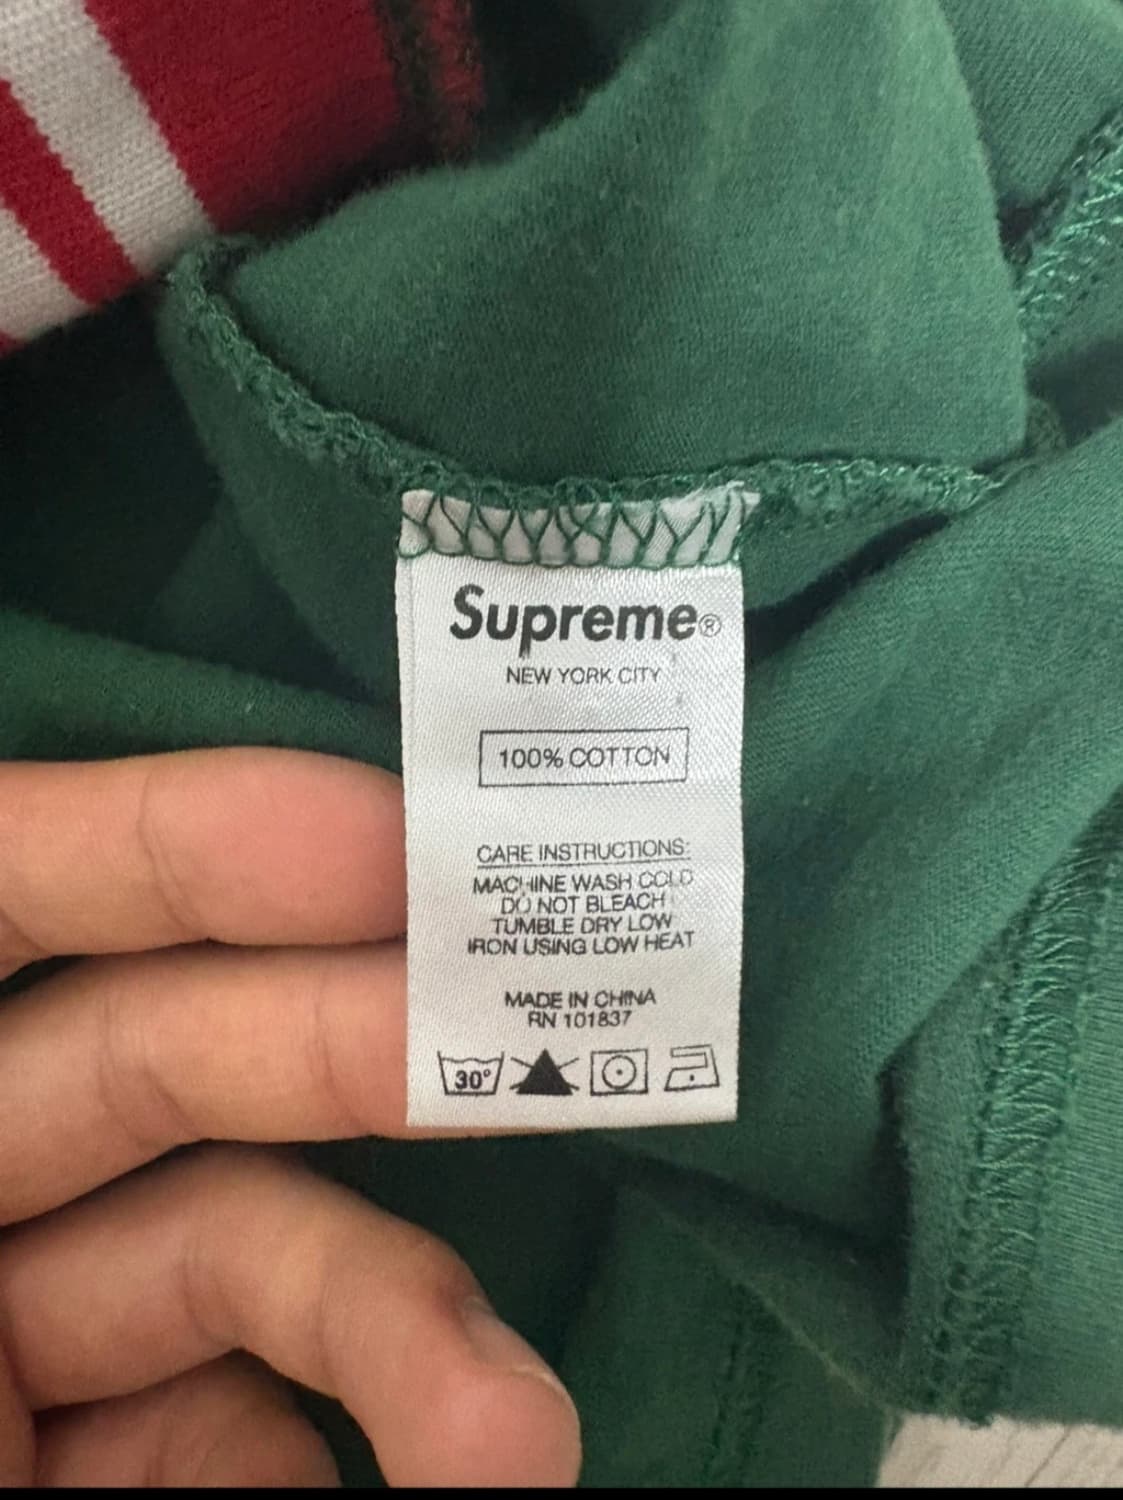 Supreme®
NEW YORK CITY
100% COTTON
CARE INSTRUCTIONS:
MACHINE WASH COLD
DO NOT BLEACH
TUMBLE DRY LOW
IRON USING LOW HEAT
MADE IN CHINA
RN 101837
30°